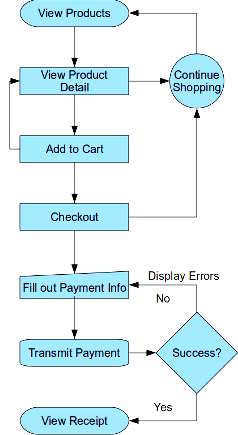 View Products
View Product
Detail
Continue
Shopping
Add to Cart
Checkout
Display Errors
Fill out Payment Info
No
Transmit Payment
Success?
Yes
View Receipt